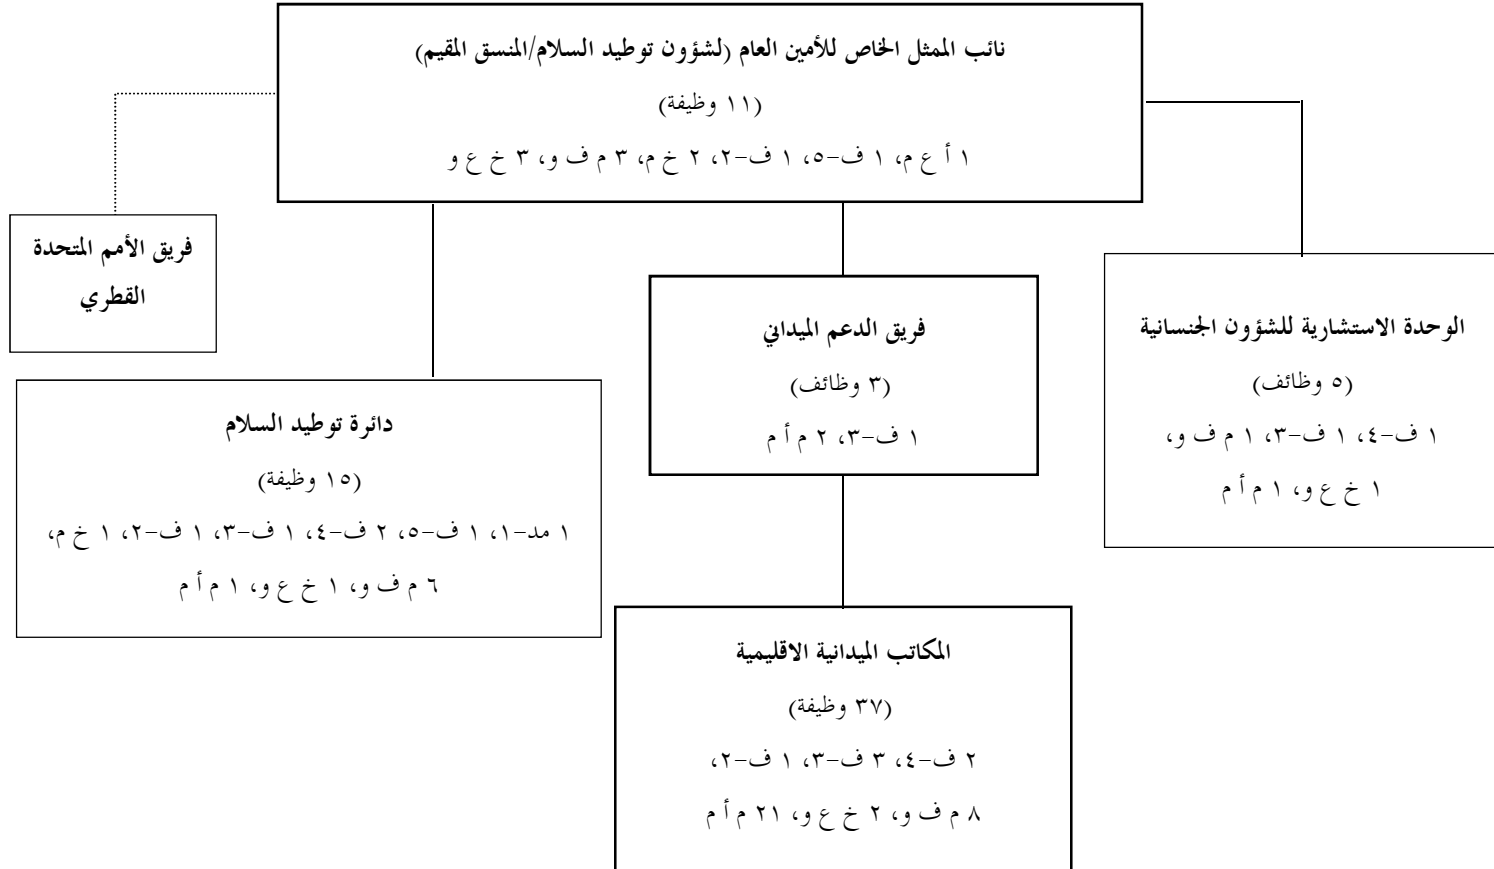 نائب الممثل الخاص للأمين العام (لشؤون توطيد السلام/المنسق المقيم)
(١١ وظيفة)
١ أ ع م، ١ ف-٥، ١ ف-٢، ٢ خ م، ٣ م ف و، ٣ خ ع و
فريق الأمم المتحدة
القطري
الوحدة الاستشارية للشؤون الجنسانية
(٥ وظائف)
١ ف-٤، ١ ف-٣، ١ م ف و،
١ خ ع و، ١ م أ م
فريق الدعم الميداني
(٣ وظائف)
١ ف-٣، ٢ م أ م
دائرة توطيد السلام
(١٥ وظيفة)
١ مد-١، ١ ف-٥، ٢ ف-٤، ١ ف-٣، ١ ف-٢، ١ خ م،
٦ م ف و، ١ خ ع و، ١ م أ م
المكاتب الميدانية الاقليمية
(٣٧ وظيفة)
٢ ف-٤، ٣ ف-٣، ١ ف-٢،
٨ م ف و، ٢ خ ع و، ٢١ م أ م